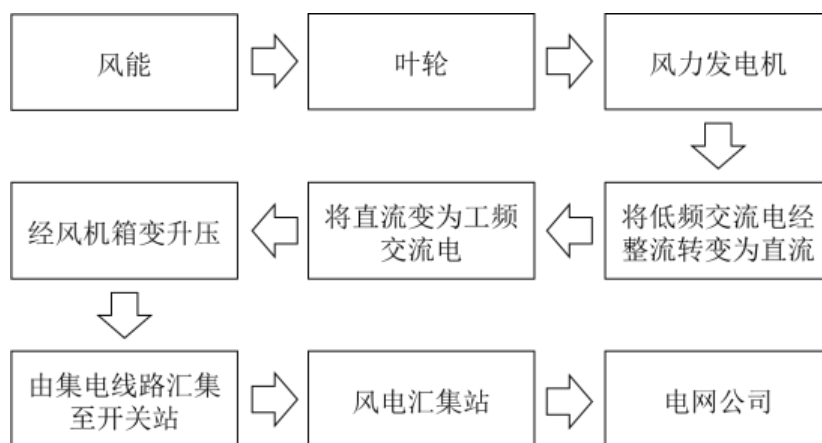 风能
叶轮
风力发电机
将低频交流电经
整流转变为直流
将直流变为工频
交流电
经风机箱变升压
由集电线路汇集
至开关站
风电汇集站
电网公司